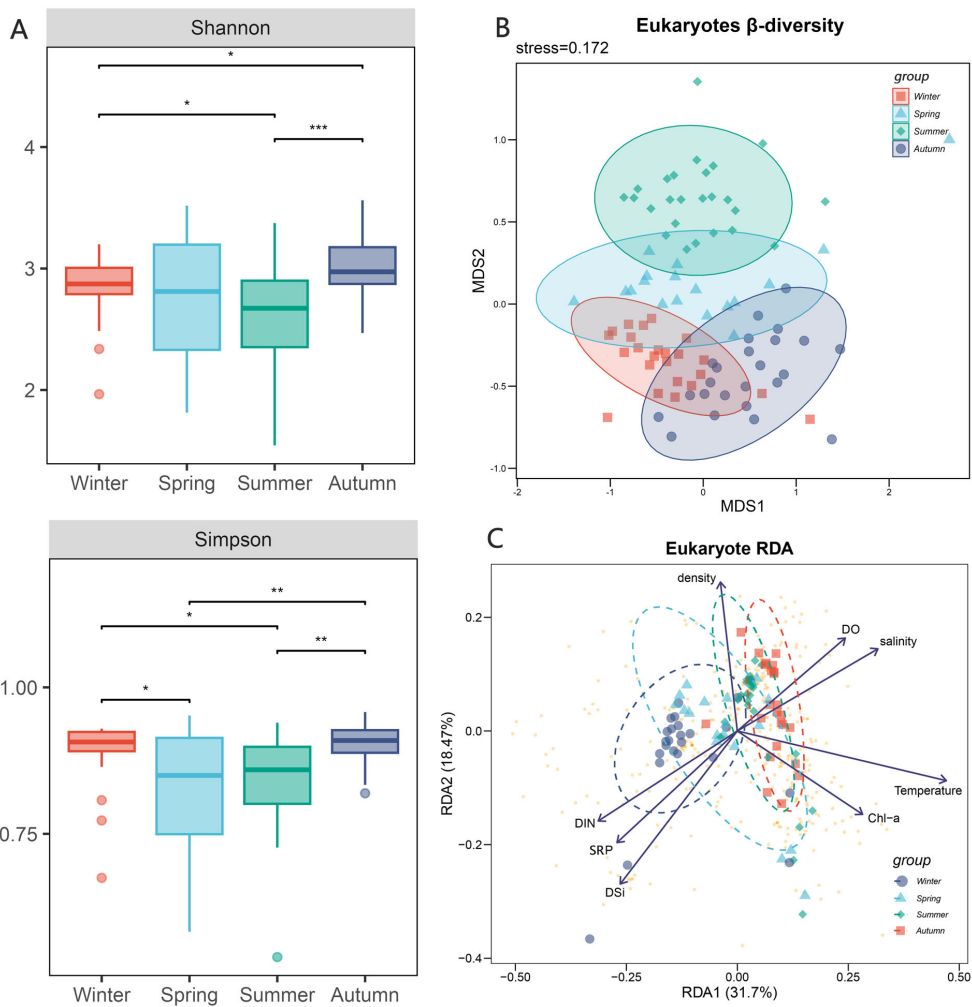 A
Shannon
*
*
***
4
3
2
Winter Spring Summer Autumn
Simpson
**
*
**
*
1.00
0.75
Winter Spring Summer Autumn
B
Eukaryotes β-diversity
stress=0.172
group
Winter
Spring
Summer
Autumn
1.0
0.5
0.0
-0.5
-1.0
MDS2
-2 -1 0 1 2
MDS1
C
Eukaryote RDA
density
DO
salinity
Temperature
Chl-a
DIN
SRP
DSi
group
Winter
Spring
Summer
Autumn
0.2
0.0
-0.2
-0.4
RDA2 (18.47%)
-0.50 -0.25 0.00 0.25 0.50
RDA1 (31.7%)